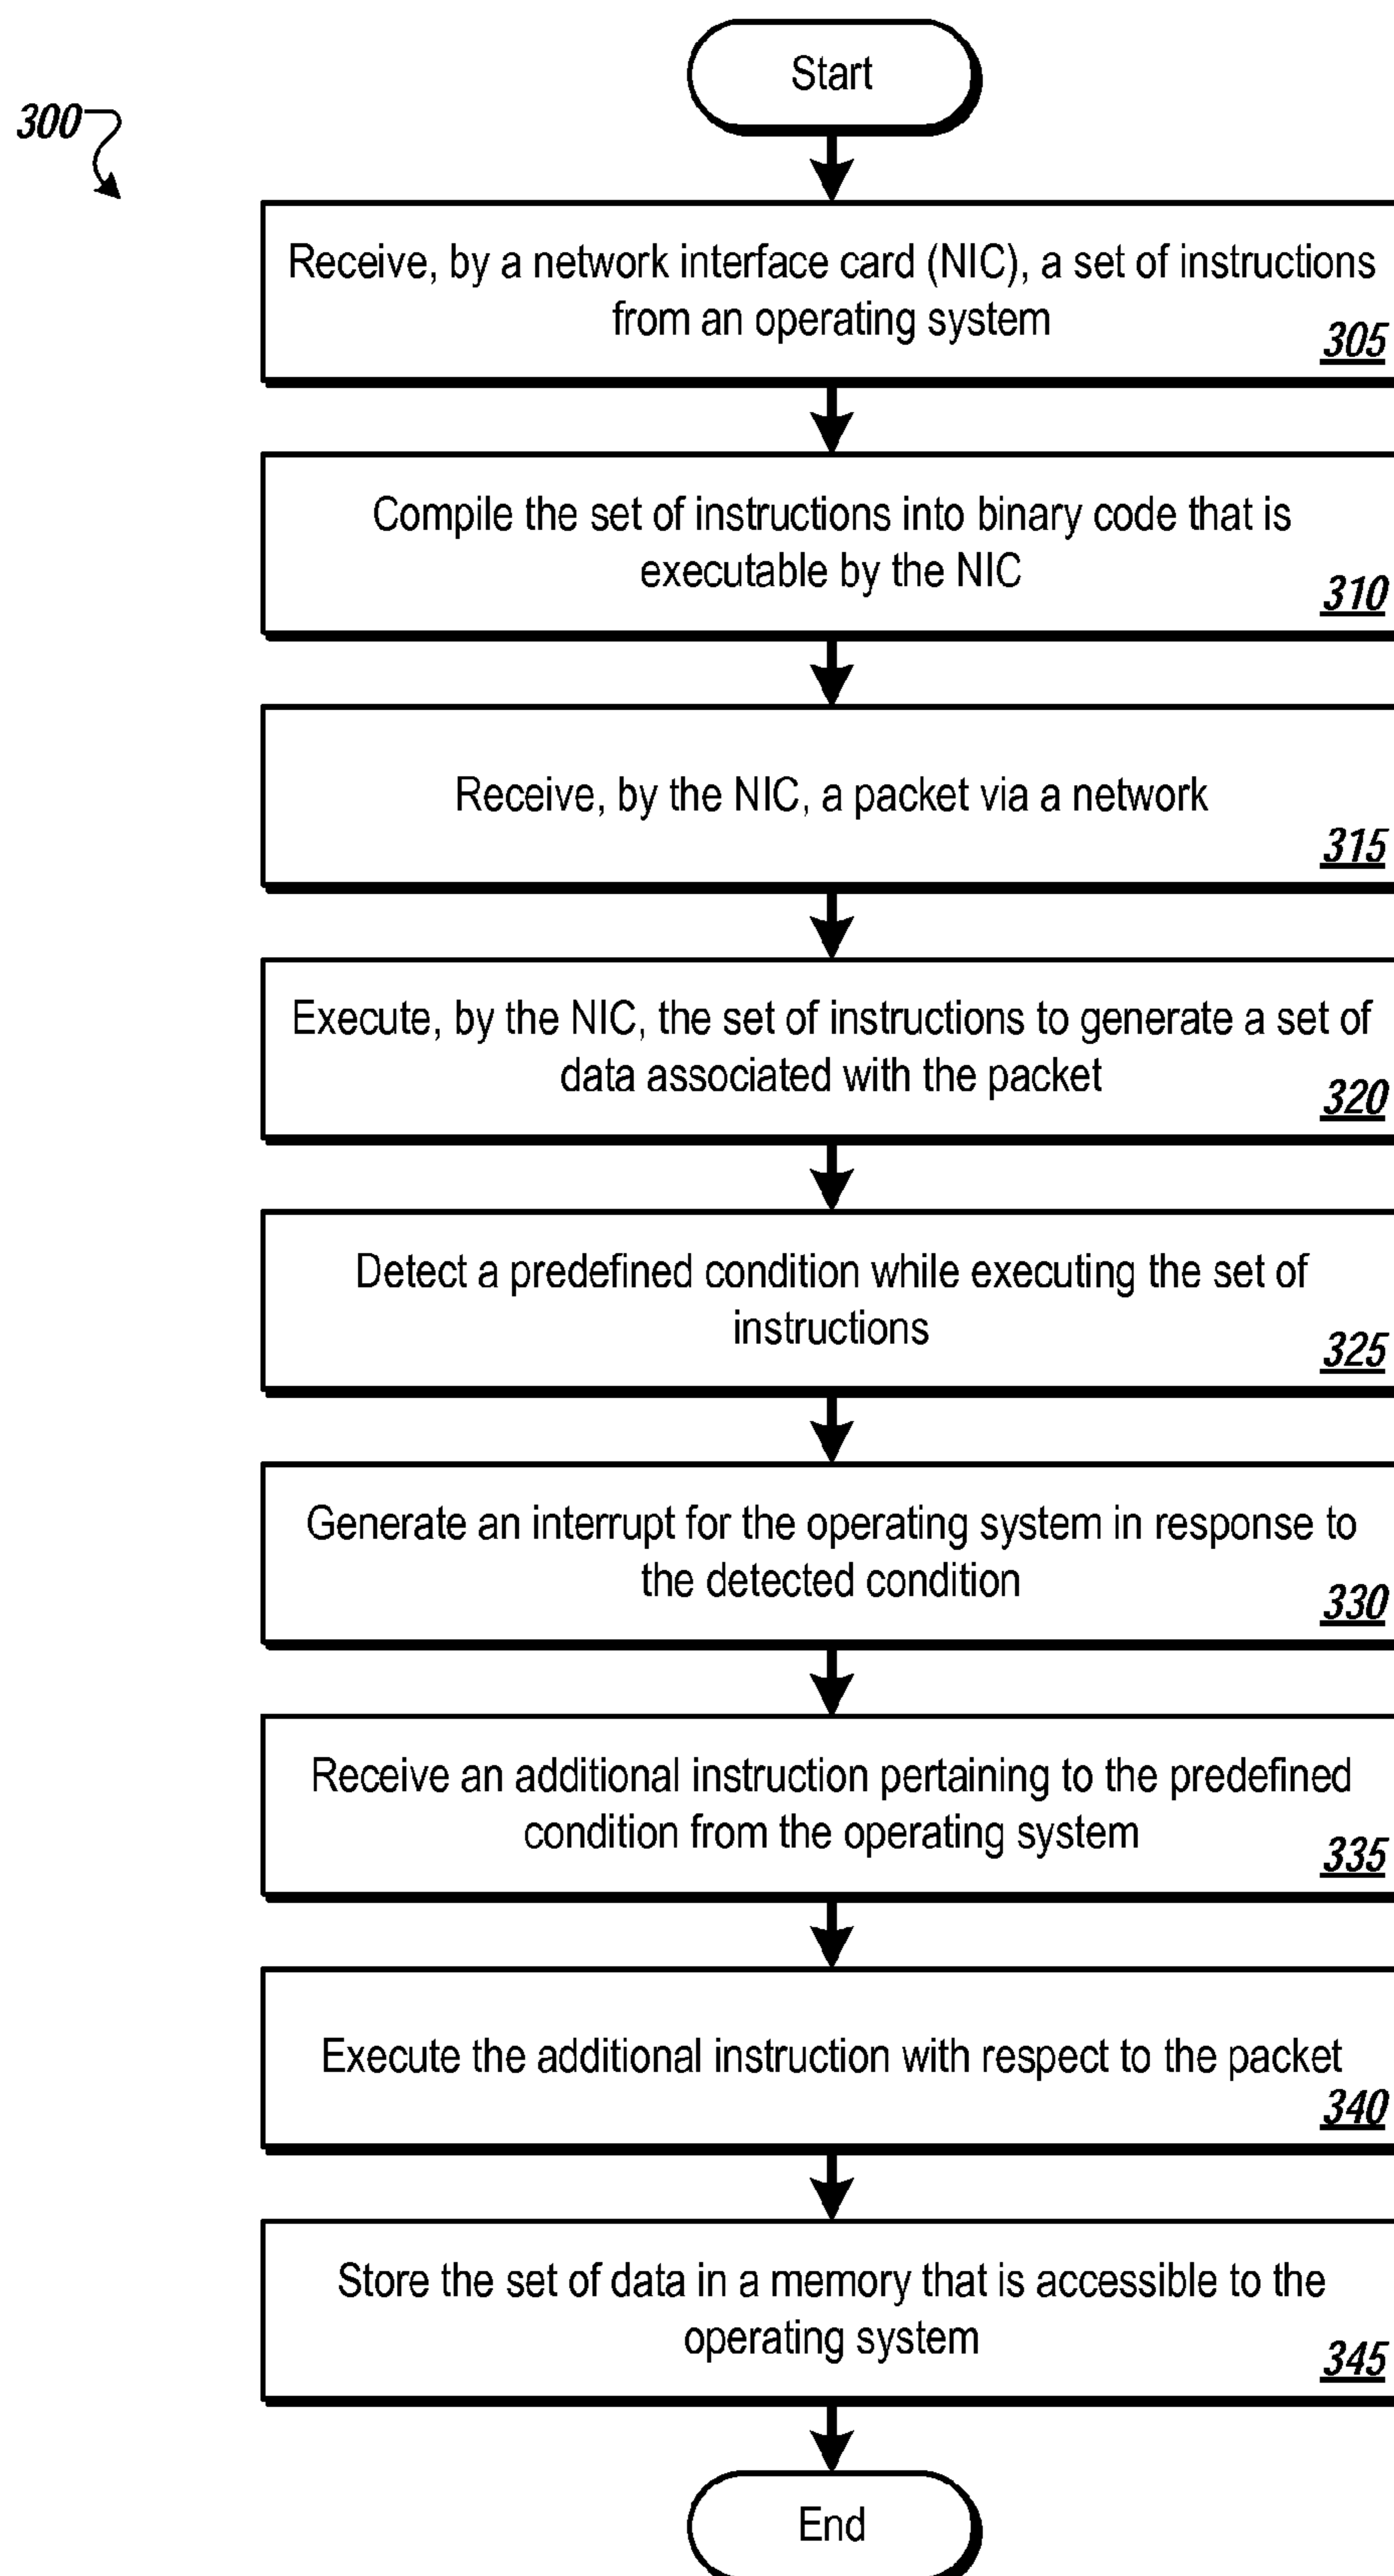 Start
300
Receive, by a network interface card (NIC), a set of instructions
from an operating system
305
Compile the set of instructions into binary code that is
executable by the NIC
310
Receive, by the NIC, a packet via a network
315
Execute, by the NIC, the set of instructions to generate a set of
data associated with the packet
320
Detect a predefined condition while executing the set of
instructions
325
Generate an interrupt for the operating system in response to
the detected condition
330
Receive an additional instruction pertaining to the predefined
condition from the operating system
335
Execute the additional instruction with respect to the packet
340
Store the set of data in a memory that is accessible to the
operating system
345
End